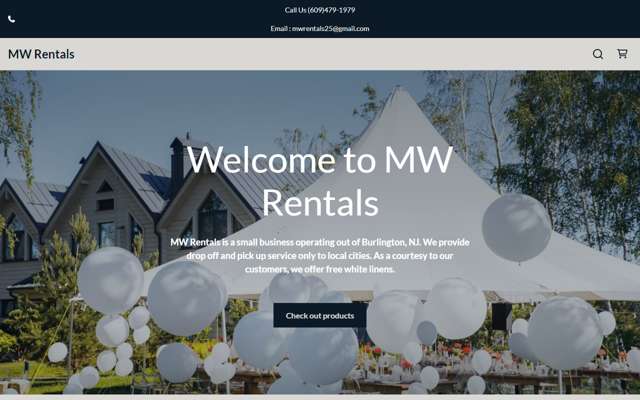 Call Us (609)479-1979
Email : mwrentals25@gmail.com
MW Rentals
Welcome to MW
Rentals
MW Rentals is a small business operating out of Burlington, NJ. We provide
drop off and pick up service only to local cities. As a courtesy to our
customers, we offer free white linens.
Check out products